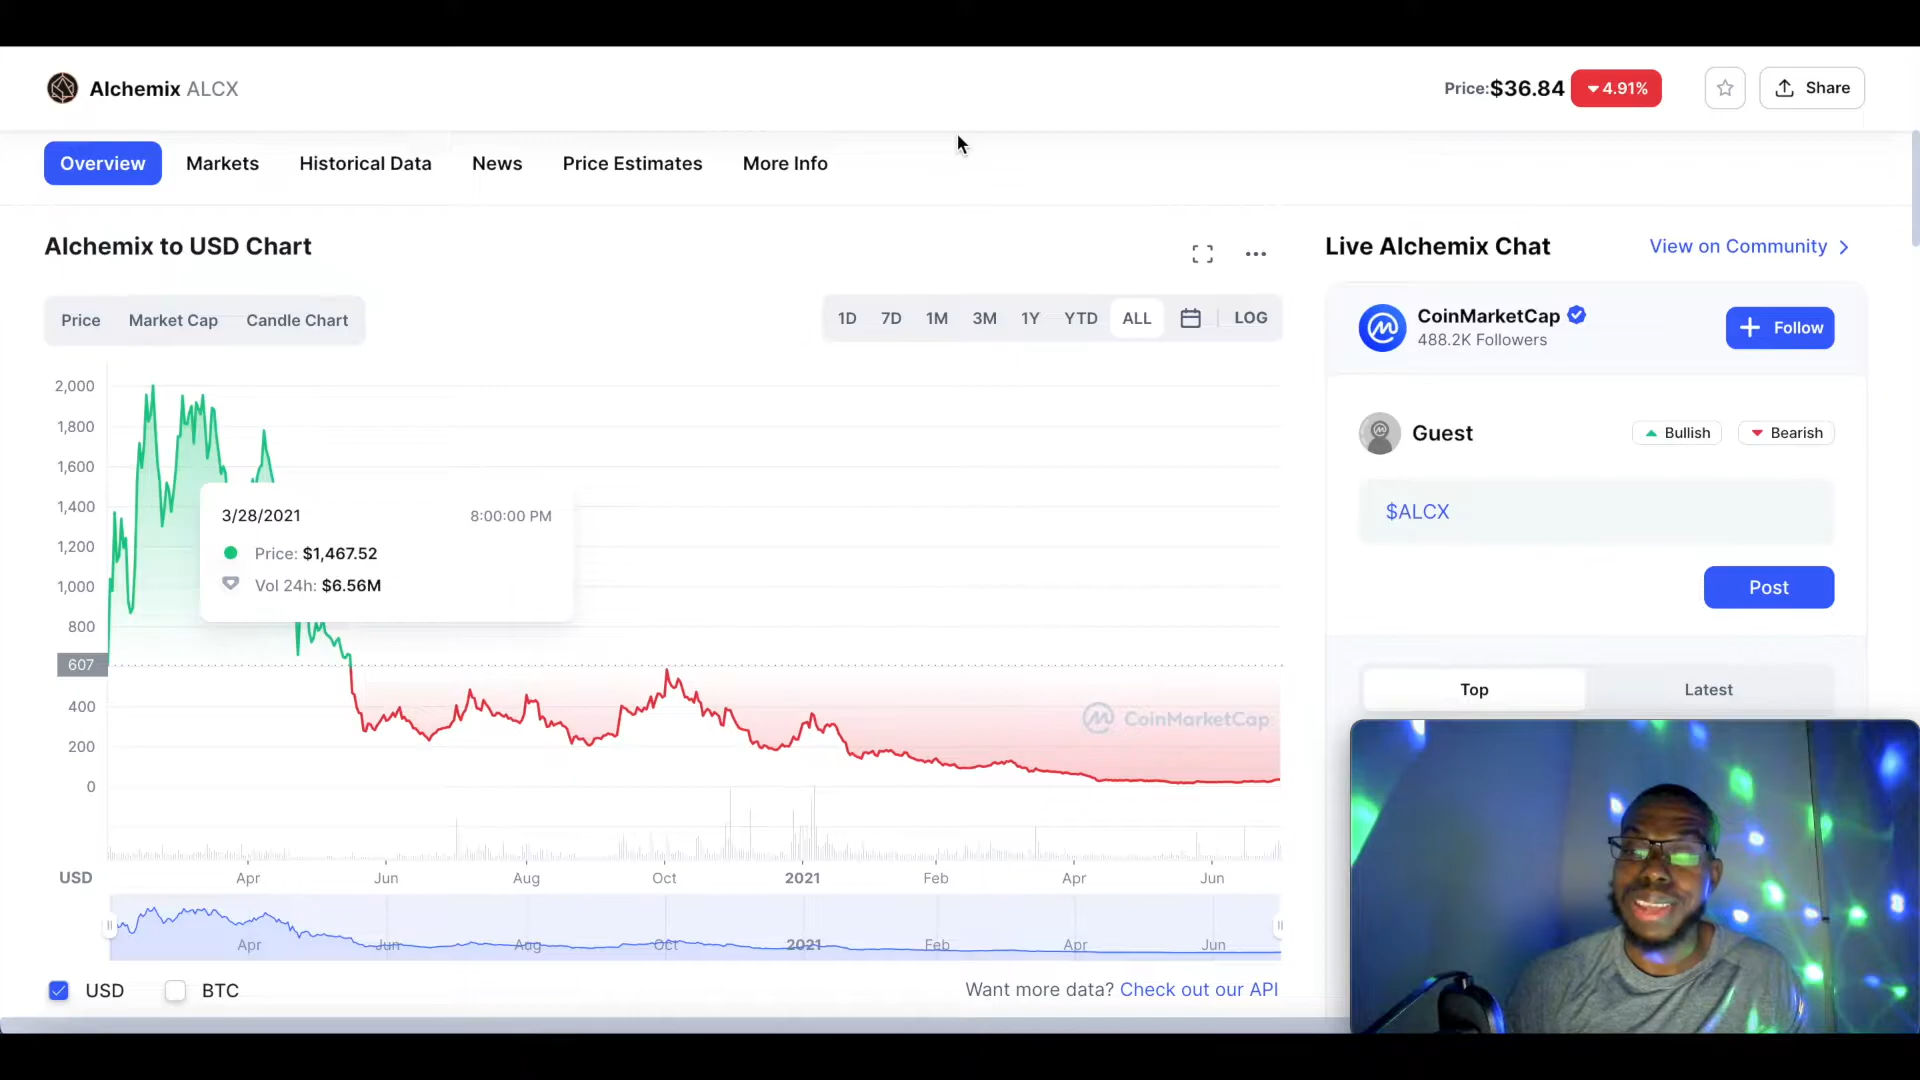 Alchemix ALCX
Price:$36.84 4.91% Share
Overview Markets Historical Data News Price Estimates More Info
Alchemix to USD Chart
Price Market Cap Candle Chart
1D 7D 1M 3M 1Y YTD ALL LOG
2,000
1,800
1,600
1,400
1,200
1,000
800
607
400
200
0
3/28/2021 8:00:00 PM
Price: $1,467.52
Vol 24h: $6.56M
CoinMarketCap
USD Apr Jun Aug Oct 2021 Feb Apr Jun
Apr Jun Aug Oct 2021 Feb Apr Jun
USD BTC
Want more data? Check out our API
Live Alchemix Chat View on Community
CoinMarketCap
488.2K Followers
Follow
Guest Bullish Bearish
$ALCX
Post
Top Latest